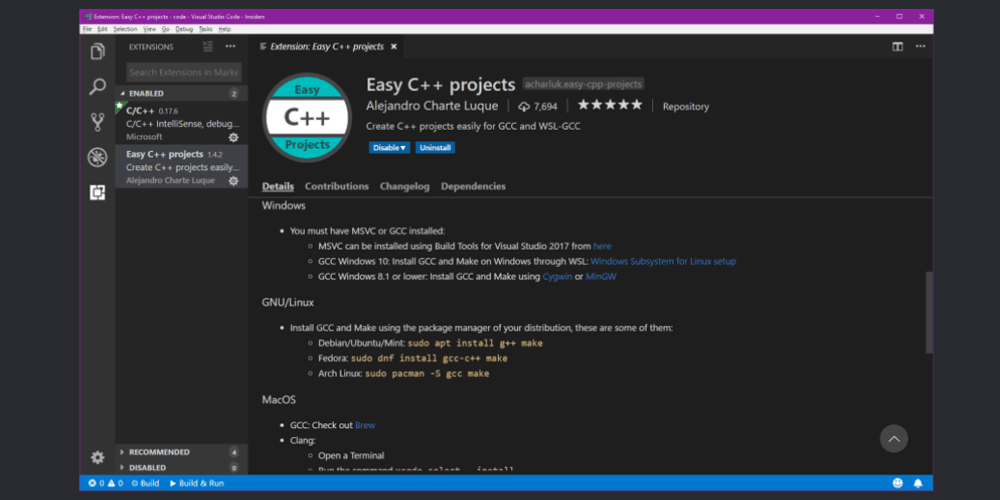 Extension: Easy C++ projects - code - Visual Studio Code - Insiders
File Edit Selection View Go Debug Tasks Help
EXTENSIONS
Search Extensions in Marke
ENABLED 2
C/C++ 0.17.6
C/C++ IntelliSense, debug...
Microsoft
Easy C++ projects 1.4.2
Create C++ projects easily...
Alejandro Charte Luque
RECOMMENDED 4
DISABLED 0
Extension: Easy C++ projects
Easy
C++
Projects
Easy C++ projects acharluk.easy-cpp-projects
Alejandro Charte Luque 7,694 ★★★★★ Repository
Create C++ projects easily for GCC and WSL-GCC
Disable Uninstall
Details Contributions Changelog Dependencies
Windows
• You must have MSVC or GCC installed:
○ MSVC can be installed using Build Tools for Visual Studio 2017 from here
○ GCC Windows 10: Install GCC and Make on Windows through WSL: Windows Subsystem for Linux setup
○ GCC Windows 8.1 or lower: Install GCC and Make using Cygwin or MinGW
GNU/Linux
• Install GCC and Make using the package manager of your distribution, these are some of them:
○ Debian/Ubuntu/Mint: sudo apt install g++ make
○ Fedora: sudo dnf install gcc-c++ make
○ Arch Linux: sudo pacman -S gcc make
MacOS
• GCC: Check out Brew
• Clang:
○ Open a Terminal
○ Run the command xcode-select --install
0 0 Build Build & Run